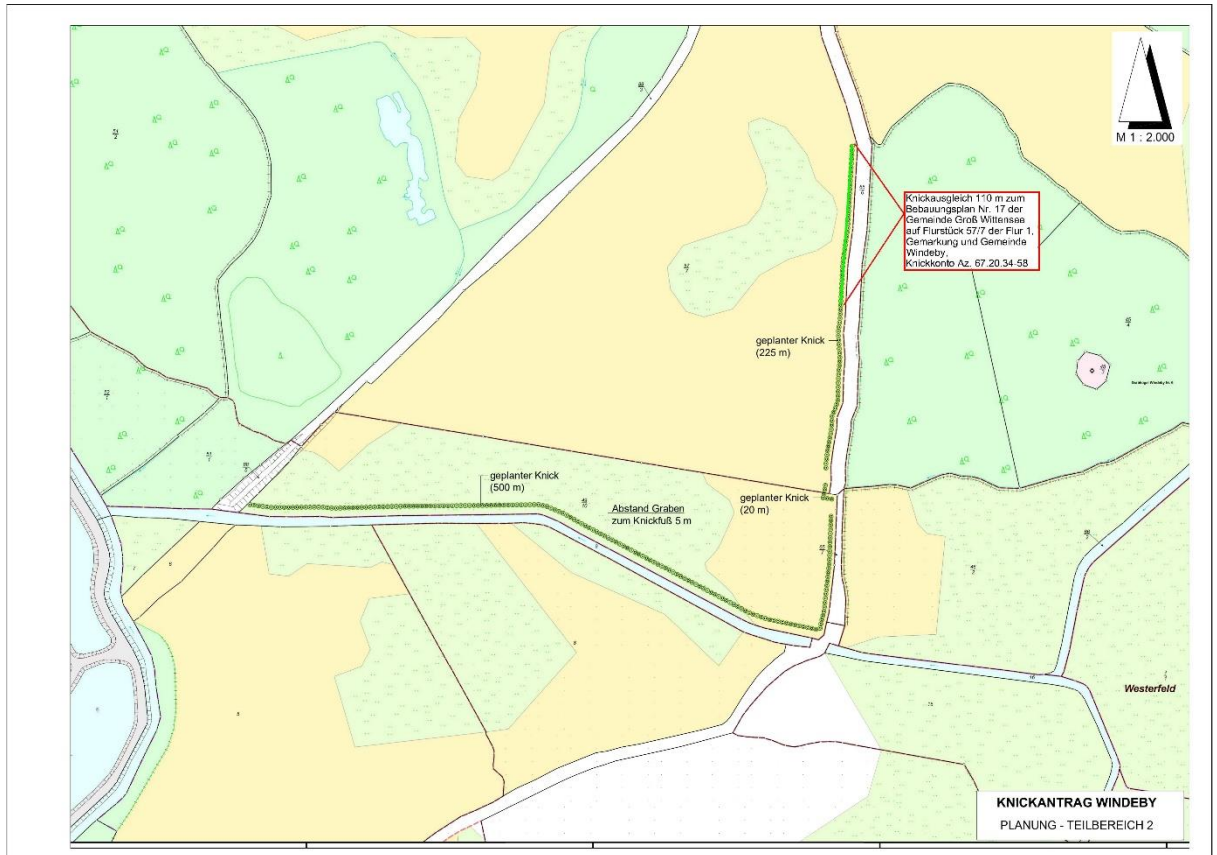 M 1 : 2.000
Knickausgleich 110 m zum
Bebauungsplan Nr. 17 der
Gemeinde Groß Wittensee
auf Flurstück 57/7 der Flur 1,
Gemarkung und Gemeinde
Windeby,
Knickkonto Az. 67.20.34-58
geplanter Knick
(225 m)
geplanter Knick
(500 m)
Abstand Graben
zum Knickfuß 5 m
geplanter Knick
(20 m)
Westerfeld
KNICKANTRAG WINDEBY
PLANUNG - TEILBEREICH 2